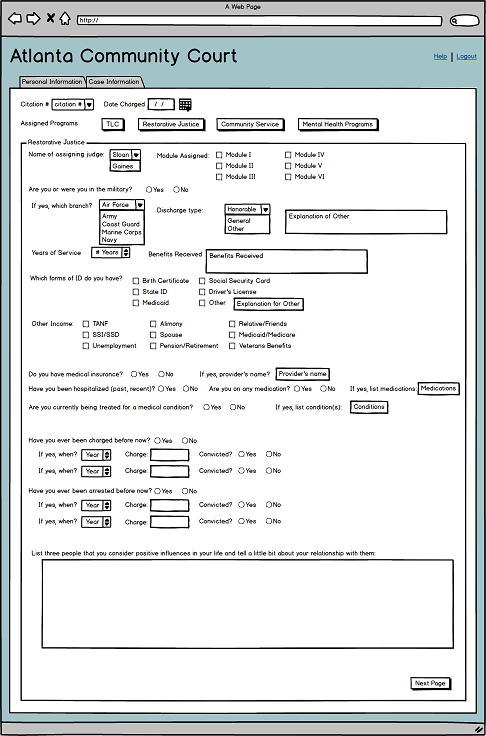 A Web Page
http://
Atlanta Community Court
Help | Logout
Personal Information Case Information
Citation # citation # Date Charged / /
Assigned Programs TLC Restorative Justice Community Service Mental Health Programs
Restorative Justice
Name of assigning judge: Sloan Module Assigned: Module I Module IV
Gaines Module II Module V
Module III Module VI
Are you or were you in the military? Yes No
If yes, which branch? Air Force Discharge type: Honorable Explanation of Other
Army General
Coast Guard Other
Marine Corps
Navy
Years of Service # Years Benefits Received Benefits Received
Which forms of ID do you have? Birth Certificate Social Security Card
State ID Driver's License
Medicaid Other Explanation for Other
Other Income: TANF Alimony Relative/Friends
SSI/SSD Spouse Medicaid/Medicare
Unemployment Pension/Retirement Veterans Benefits
Do you have medical insurance? Yes No If yes, provider's name? Provider's name
Have you been hospitalized (past, recent)? Yes No Are you on any medication? Yes No If yes, list medications: Medications
Are you currently being treated for a medical condition? Yes No If yes, list condition(s): Conditions
Have you ever been charged before now? Yes No
If yes, when? Year Charge: Convicted? Yes No
If yes, when? Year Charge: Convicted? Yes No
Have you ever been arrested before now? Yes No
If yes, when? Year Charge: Convicted? Yes No
If yes, when? Year Charge: Convicted? Yes No
List three people that you consider positive influences in your life and tell a little bit about your relationship with them:
Next Page